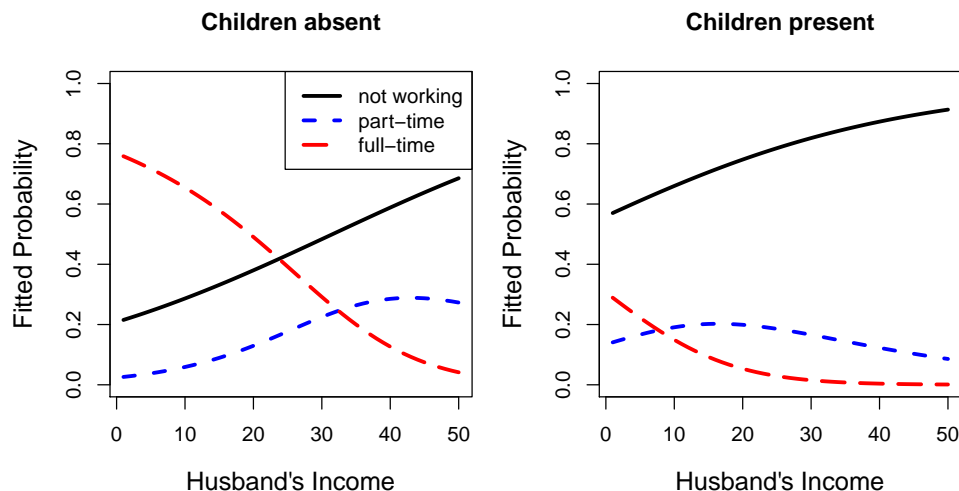 Children absent
Fitted Probability
1.0
0.8
0.6
0.4
0.2
0.0
not working
part−time
full−time
0 10 20 30 40 50
Husband's Income
Children present
Fitted Probability
1.0
0.8
0.6
0.4
0.2
0.0
0 10 20 30 40 50
Husband's Income